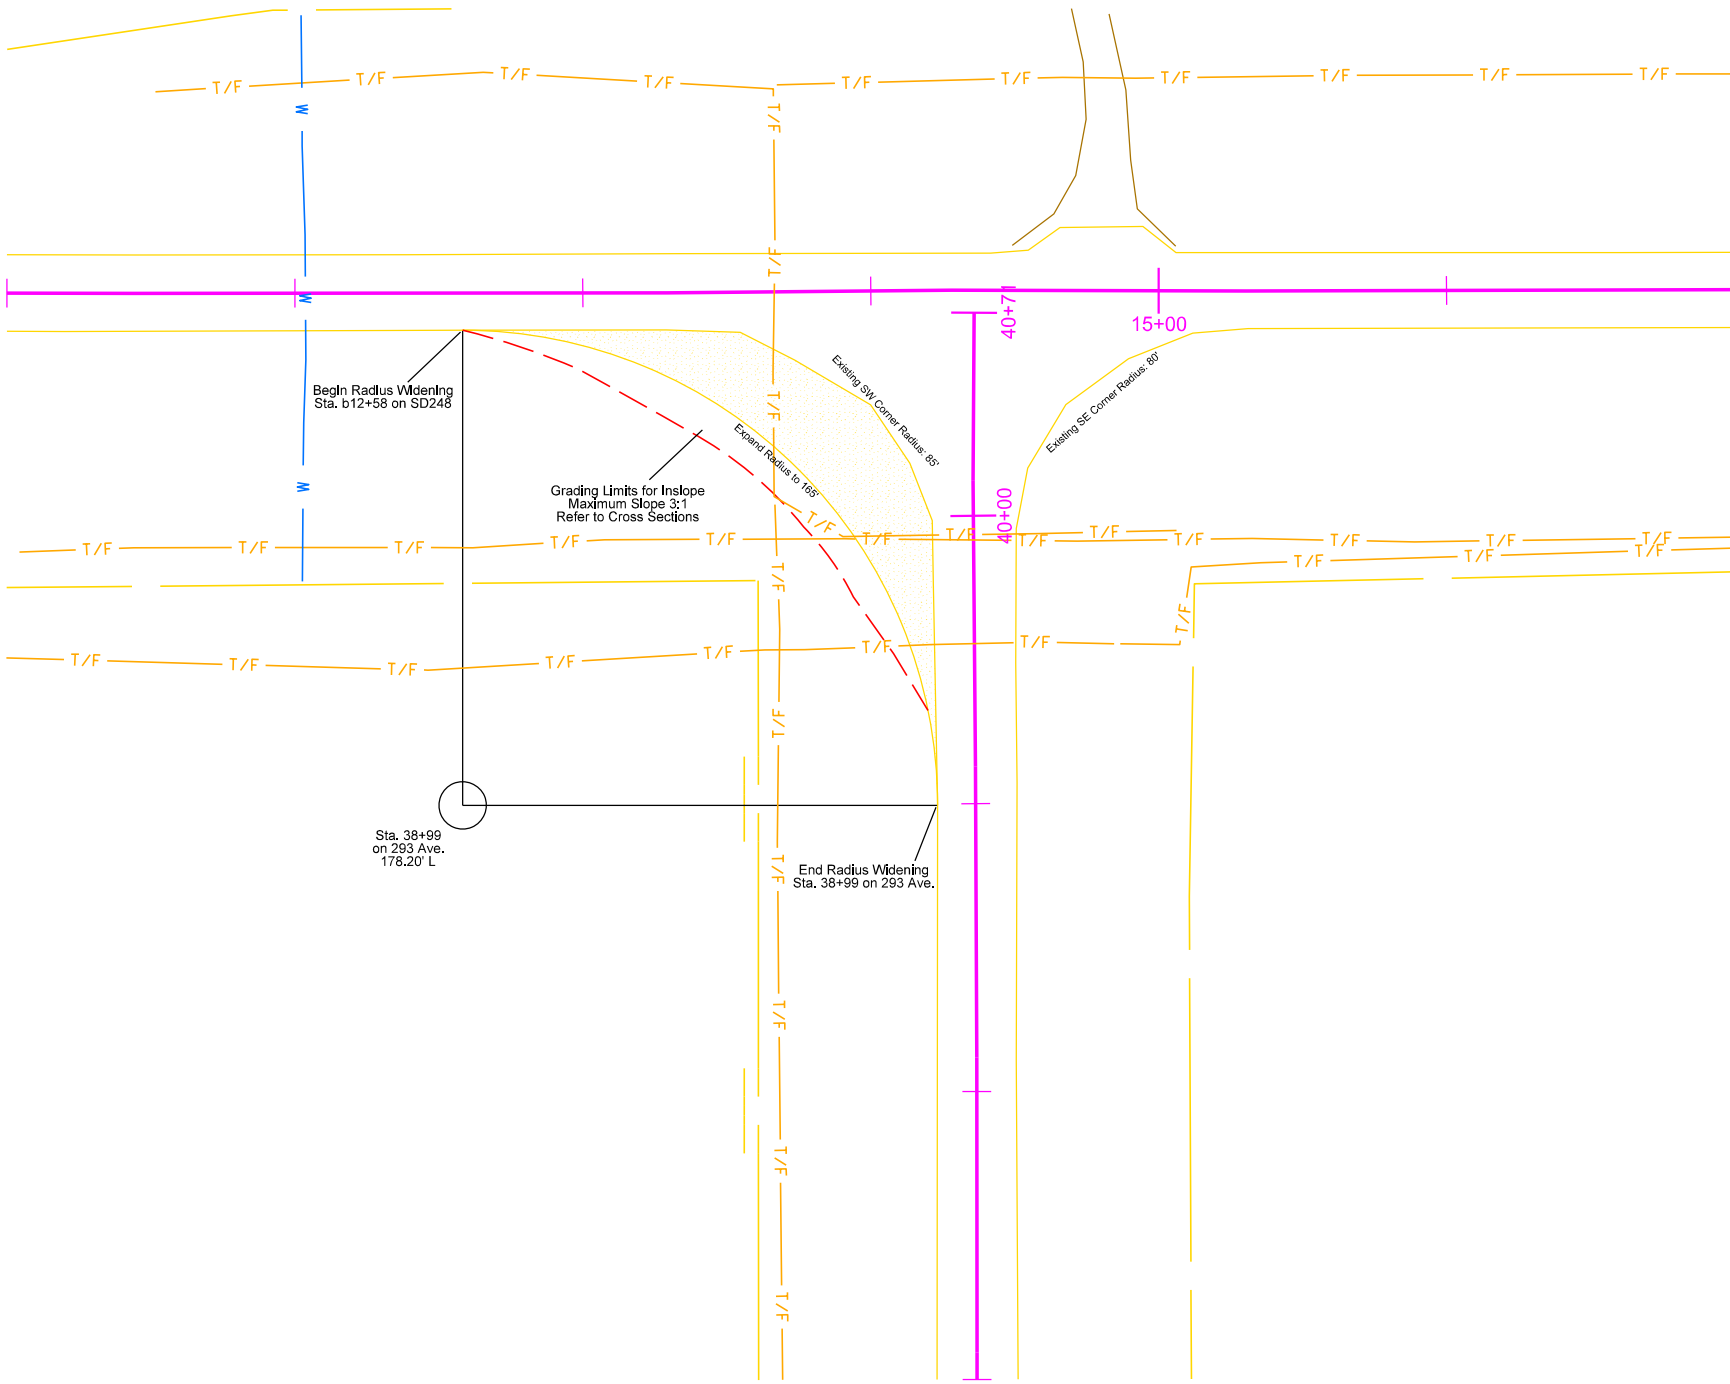 T/F T/F T/F T/F T/F T/F T/F T/F T/F T/F
W
T/F
T/F
W
40+71
15+00
Begin Radius Widening
Sta. b12+58 on SD248
Existing SW Corner Radius: 85'
Existing SE Corner Radius: 80'
T/F
Expand Radius to 165'
W
Grading Limits for Inslope
Maximum Slope 3:1
Refer to Cross Sections
40+00
T/F
T/F T/F T/F T/F T/F T/F T/F T/F T/F T/F T/F T/F T/F
T/F T/F T/F
T/F
T/F
T/F T/F T/F T/F T/F T/F T/F
T/F
Sta. 38+99
on 293 Ave.
178.20' L
End Radius Widening
Sta. 38+99 on 293 Ave.
T/F
T/F
T/F
T/F